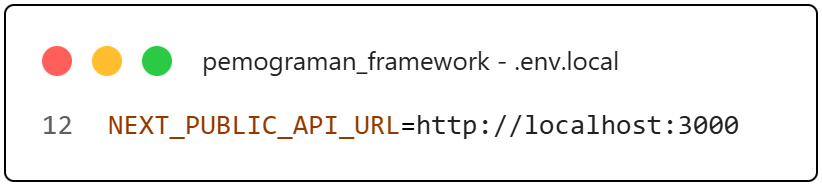 pemograman_framework - .env.local
12 NEXT_PUBLIC_API_URL=http://localhost:3000